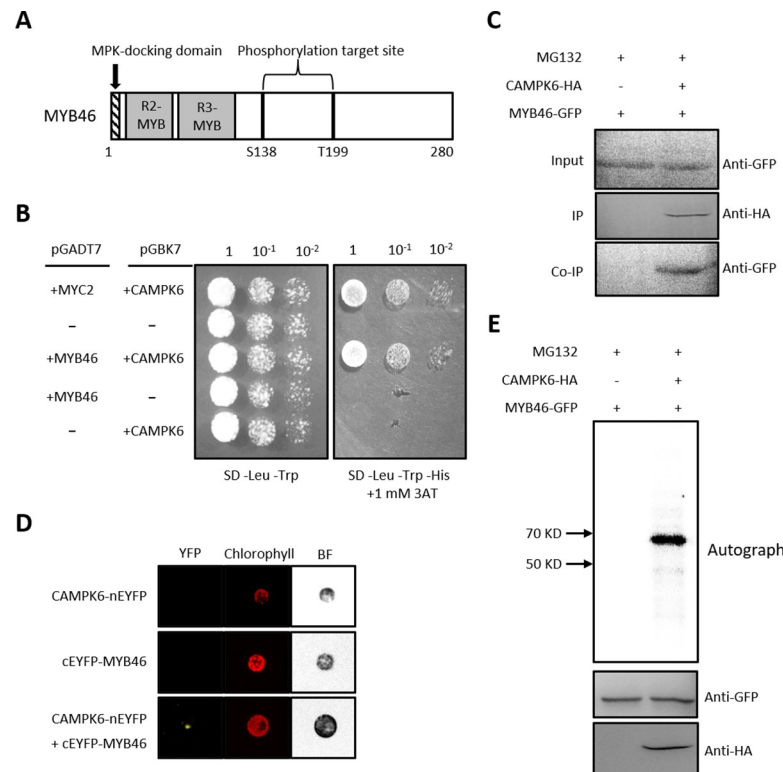 A
MPK-docking domain
Phosphorylation target site
MYB46
R2-
MYB
R3-
MYB
1
S138
T199
280
B
pGADT7 pGBK7 1 10⁻¹ 10⁻² 1 10⁻¹ 10⁻²
+MYC2 +CAMPK6
– –
+MYB46 +CAMPK6
+MYB46 –
– +CAMPK6
SD -Leu -Trp
SD -Leu -Trp -His
+1 mM 3AT
C
MG132 + +
CAMPK6-HA - +
MYB46-GFP + +
Input Anti-GFP
IP Anti-HA
Co-IP Anti-GFP
D
YFP Chlorophyll BF
CAMPK6-nEYFP
cEYFP-MYB46
CAMPK6-nEYFP
+ cEYFP-MYB46
E
MG132 + +
CAMPK6-HA - +
MYB46-GFP + +
70 KD
50 KD
Autograph
Anti-GFP
Anti-HA